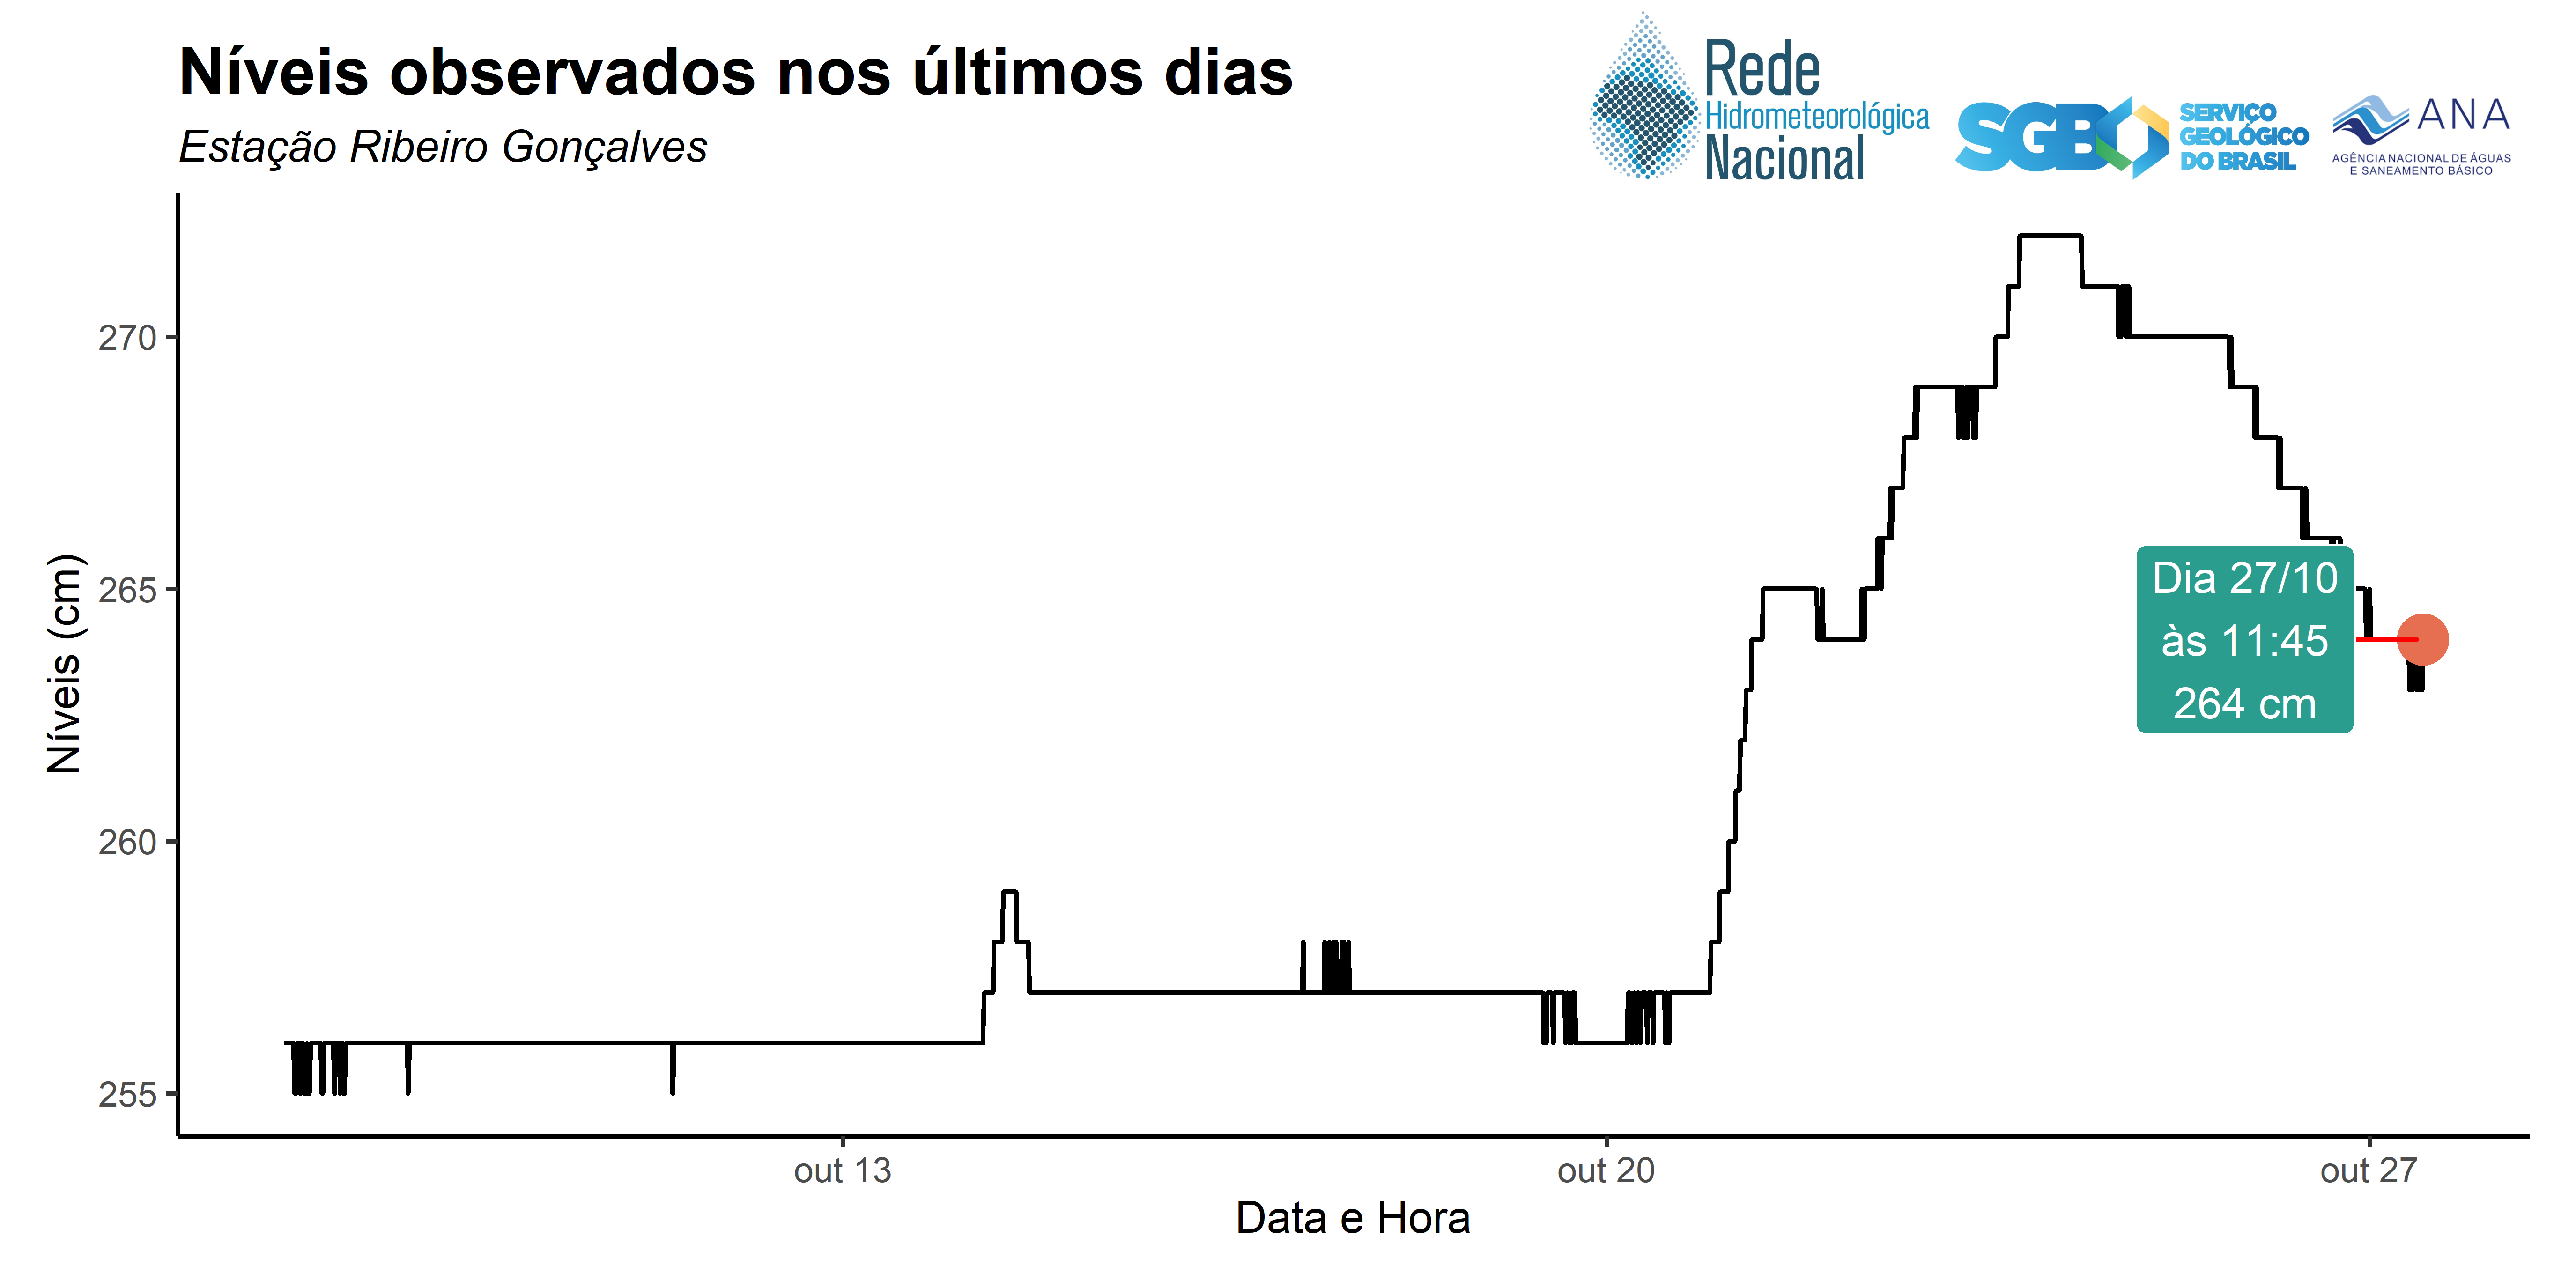 Níveis observados nos últimos dias
Estação Ribeiro Gonçalves
Rede
Hidrometeorológica
Nacional
SGB
SERVIÇO
GEOLÓGICO
DO BRASIL
ANA
AGÊNCIA NACIONAL DE ÁGUAS
E SANEAMENTO BÁSICO
Níveis (cm)
270
265
260
255
Dia 27/10
às 11:45
264 cm
out 13
out 20
out 27
Data e Hora